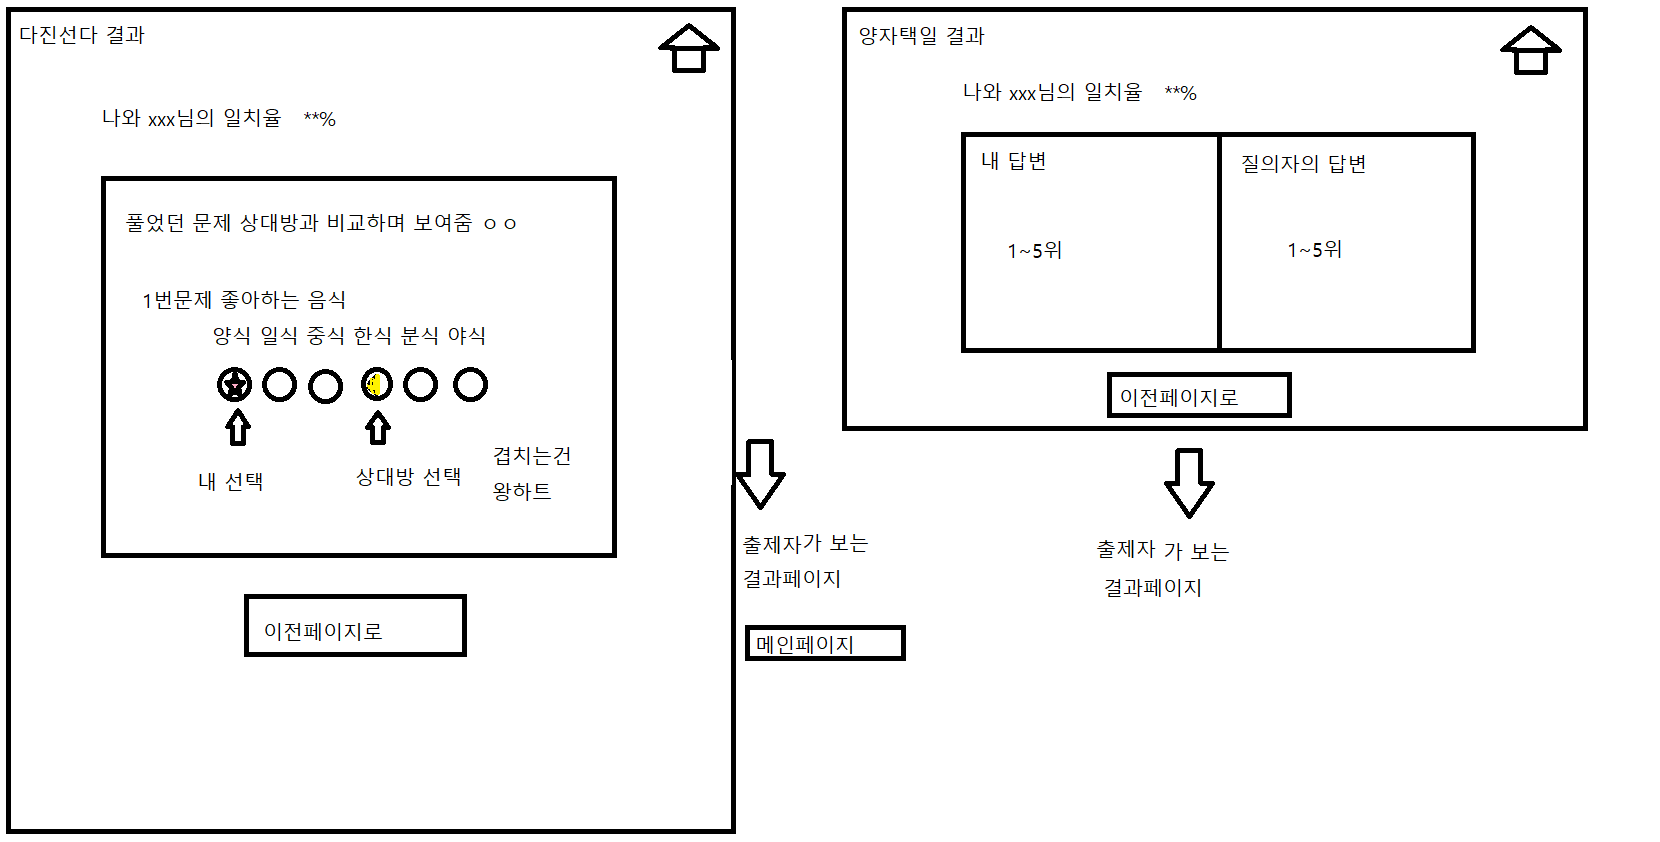 다진선다 결과
나와 xxx님의 일치율 **%
풀었던 문제 상대방과 비교하며 보여줌 ㅇㅇ
1번문제 좋아하는 음식
양식 일식 중식 한식 분식 야식
내 선택
상대방 선택
겹치는건
왕하트
이전페이지로
출제자가 보는
결과페이지
메인페이지
양자택일 결과
나와 xxx님의 일치율 **%
내 답변
질의자의 답변
1~5위
1~5위
이전페이지로
출제자 가 보는
결과페이지